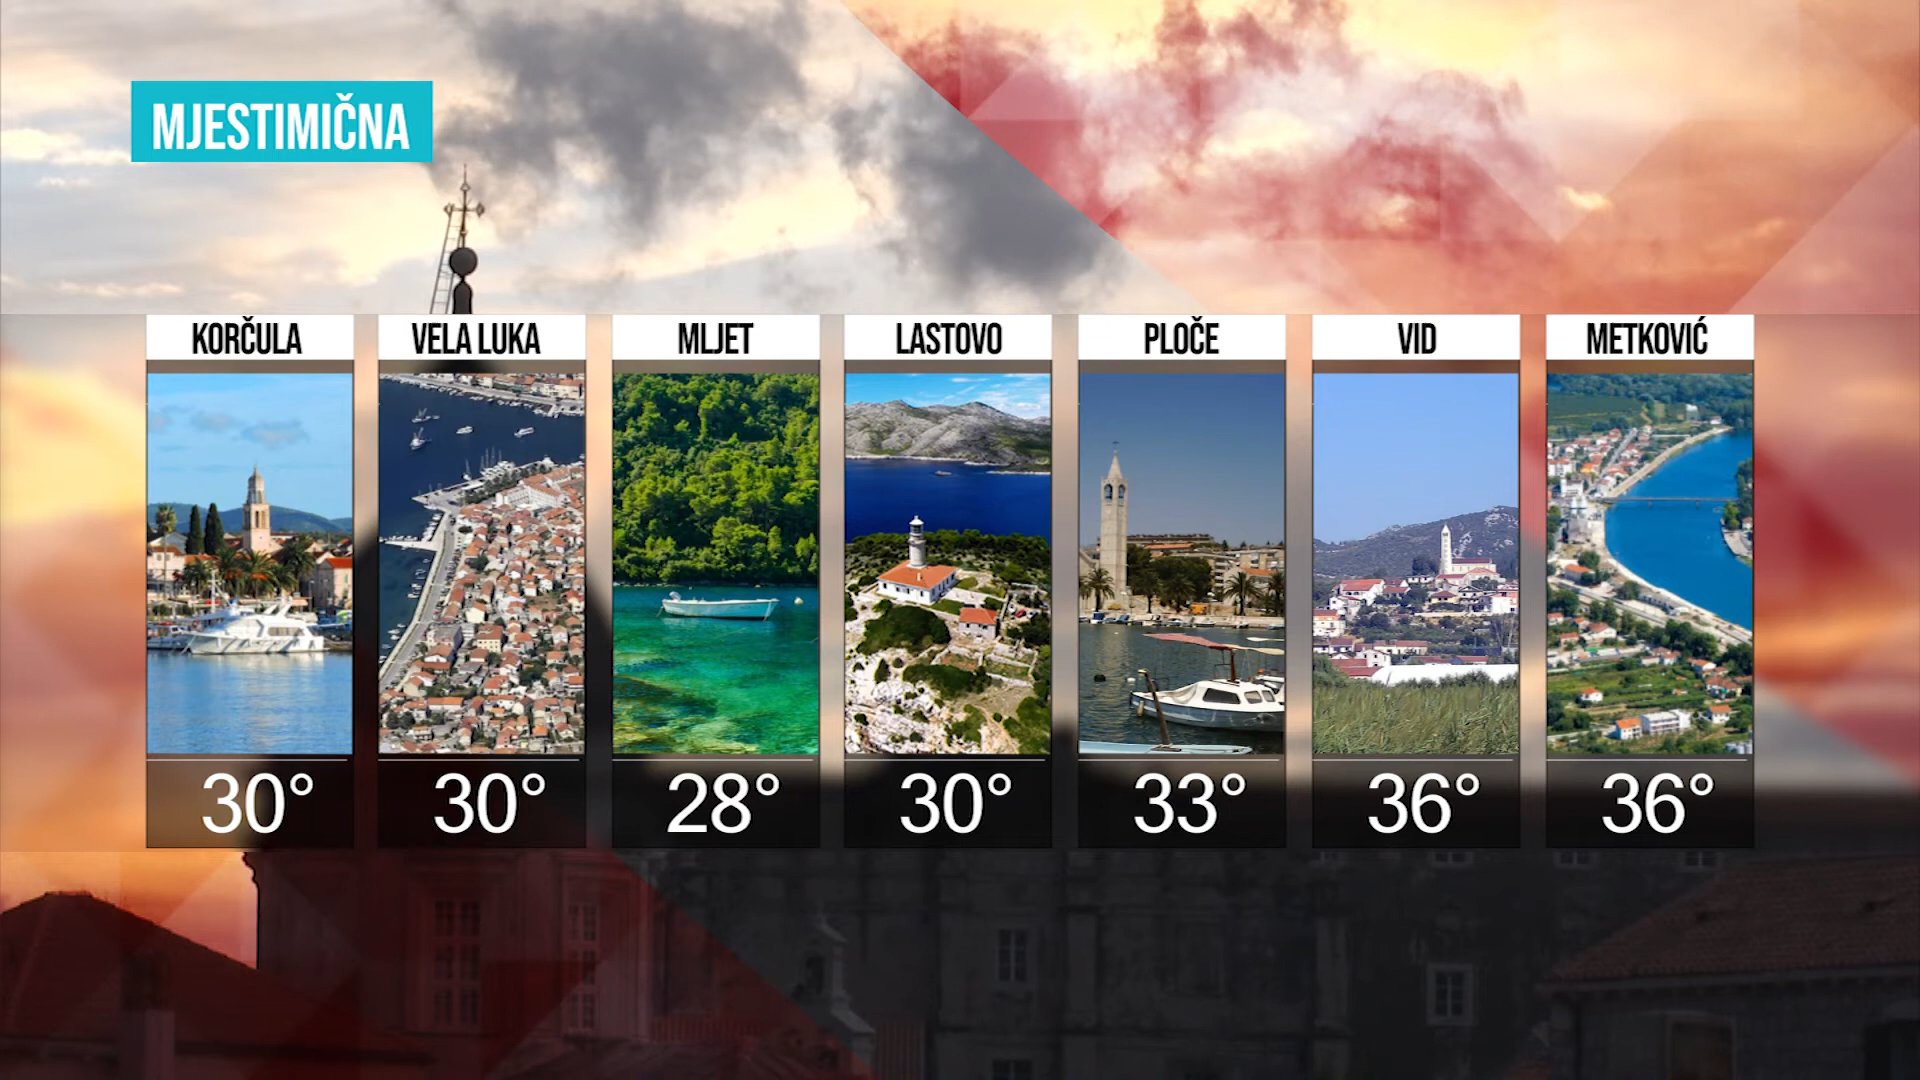 MJESTIMIČNA
KORČULA
VELA LUKA
MLJET
LASTOVO
PLOČE
VID
METKOVIĆ
30°
30°
28°
30°
33°
36°
36°